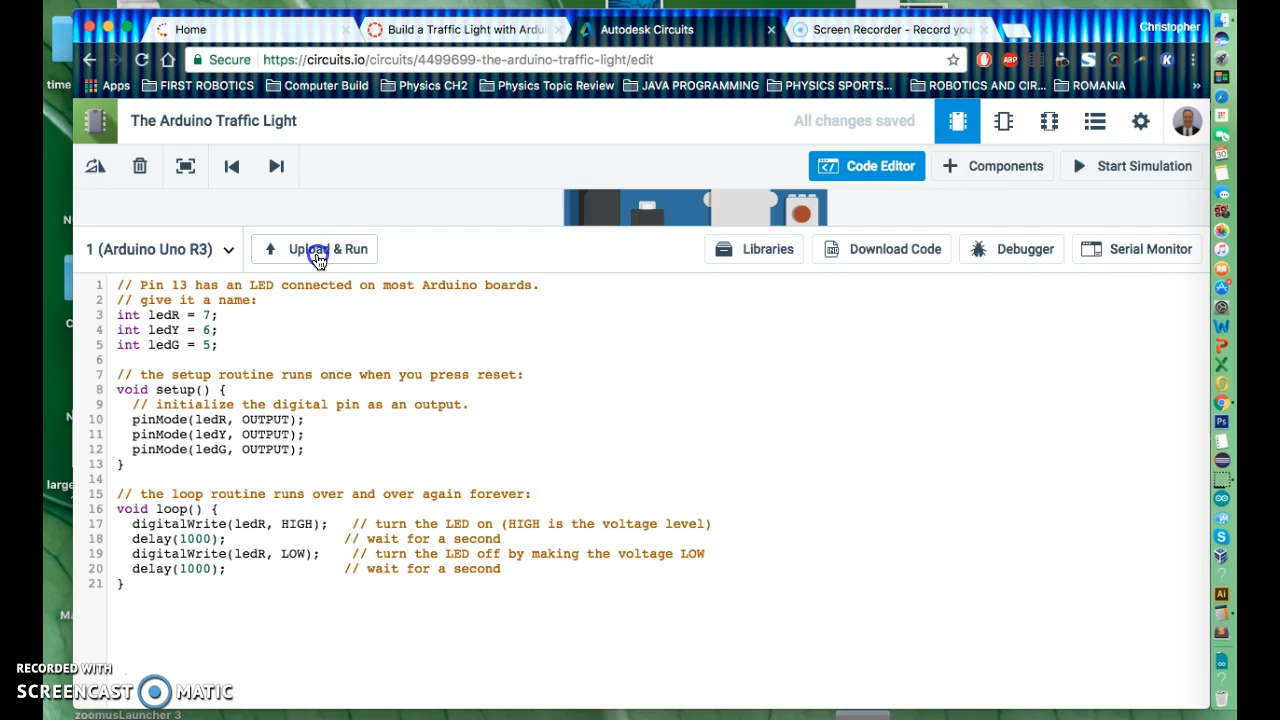 Home
Build a Traffic Light with Ardui
Autodesk Circuits
Screen Recorder - Record you
Christopher
Secure
https://circuits.io/circuits/4499699-the-arduino-traffic-light/edit
time
Apps
FIRST ROBOTICS
Computer Build
Physics CH2
Physics Topic Review
JAVA PROGRAMMING
PHYSICS SPORTS...
ROBOTICS AND CIR...
ROMANIA
»
The Arduino Traffic Light
All changes saved
Code Editor
Components
Start Simulation
1 (Arduino Uno R3)
Upload & Run
Libraries
Download Code
Debugger
Serial Monitor
1 // Pin 13 has an LED connected on most Arduino boards.
2 // give it a name:
3 int ledR = 7;
4 int ledY = 6;
5 int ledG = 5;
6
7 // the setup routine runs once when you press reset:
8 void setup() {
9 // initialize the digital pin as an output.
10 pinMode(ledR, OUTPUT);
11 pinMode(ledY, OUTPUT);
12 pinMode(ledG, OUTPUT);
13 }
14
15 // the loop routine runs over and over again forever:
16 void loop() {
17 digitalWrite(ledR, HIGH); // turn the LED on (HIGH is the voltage level)
18 delay(1000); // wait for a second
19 digitalWrite(ledR, LOW); // turn the LED off by making the voltage LOW
20 delay(1000); // wait for a second
21 }
large
RECORDED WITH
SCREENCAST MATIC
zoomusLauncher 3